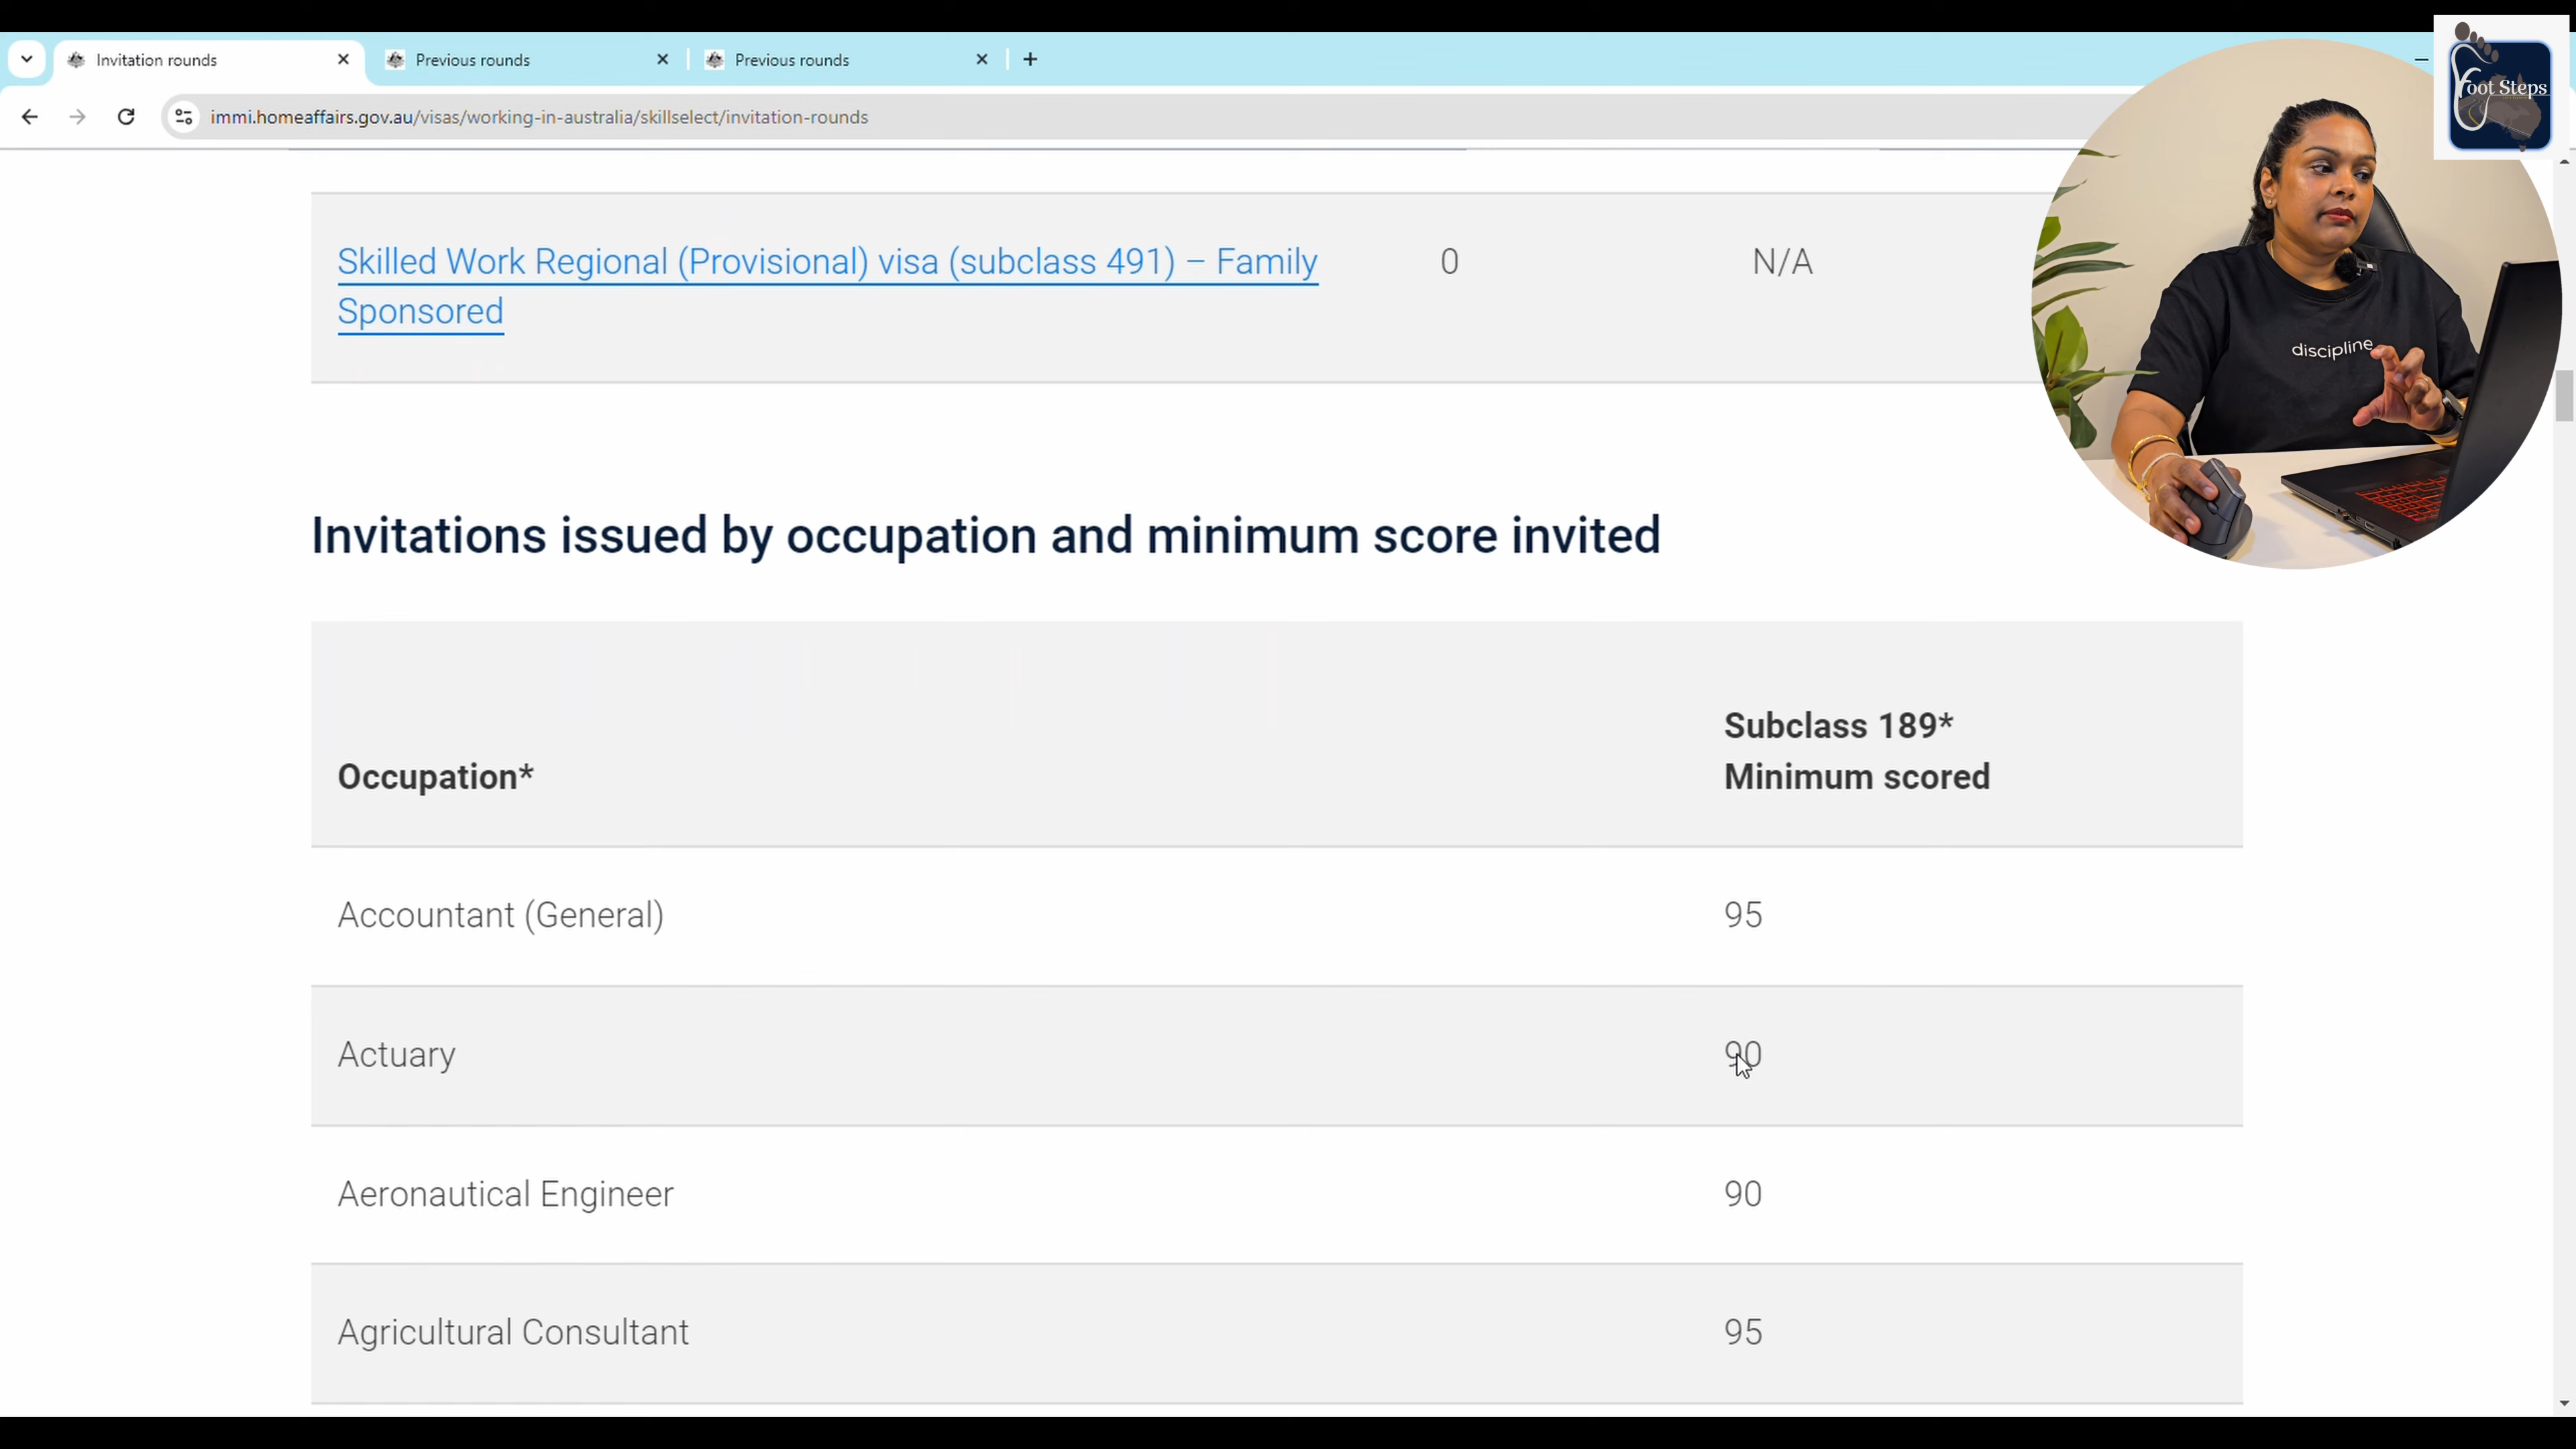 Invitation rounds
Previous rounds
Previous rounds
immi.homeaffairs.gov.au/visas/working-in-australia/skillselect/invitation-rounds
Foot Steps
Skilled Work Regional (Provisional) visa (subclass 491) – Family
Sponsored
0
N/A
discipline
Invitations issued by occupation and minimum score invited
Occupation*
Subclass 189*
Minimum scored
Accountant (General)
95
Actuary
90
Aeronautical Engineer
90
Agricultural Consultant
95